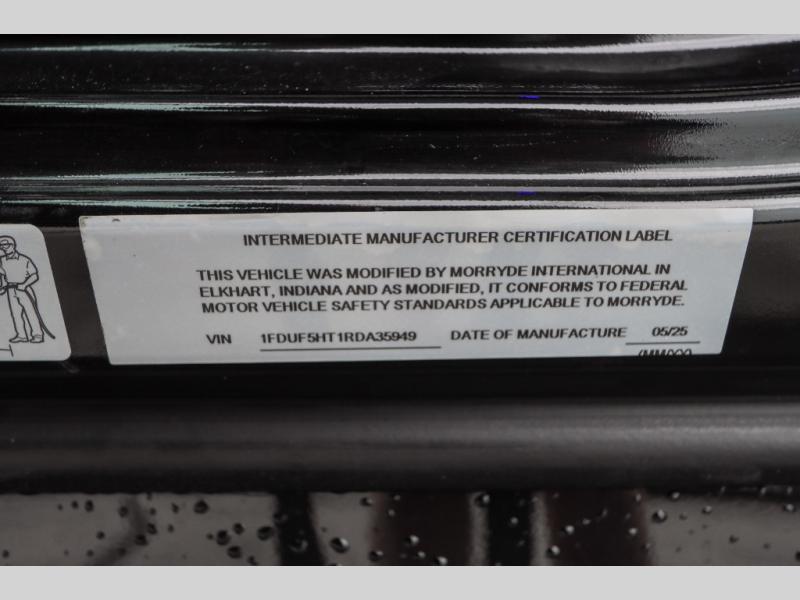 INTERMEDIATE MANUFACTURER CERTIFICATION LABEL
THIS VEHICLE WAS MODIFIED BY MORRYDE INTERNATIONAL IN
ELKHART, INDIANA AND AS MODIFIED, IT CONFORMS TO FEDERAL
MOTOR VEHICLE SAFETY STANDARDS APPLICABLE TO MORRYDE.
VIN 1FDUF5HT1RDA35949 DATE OF MANUFACTURE 05/25